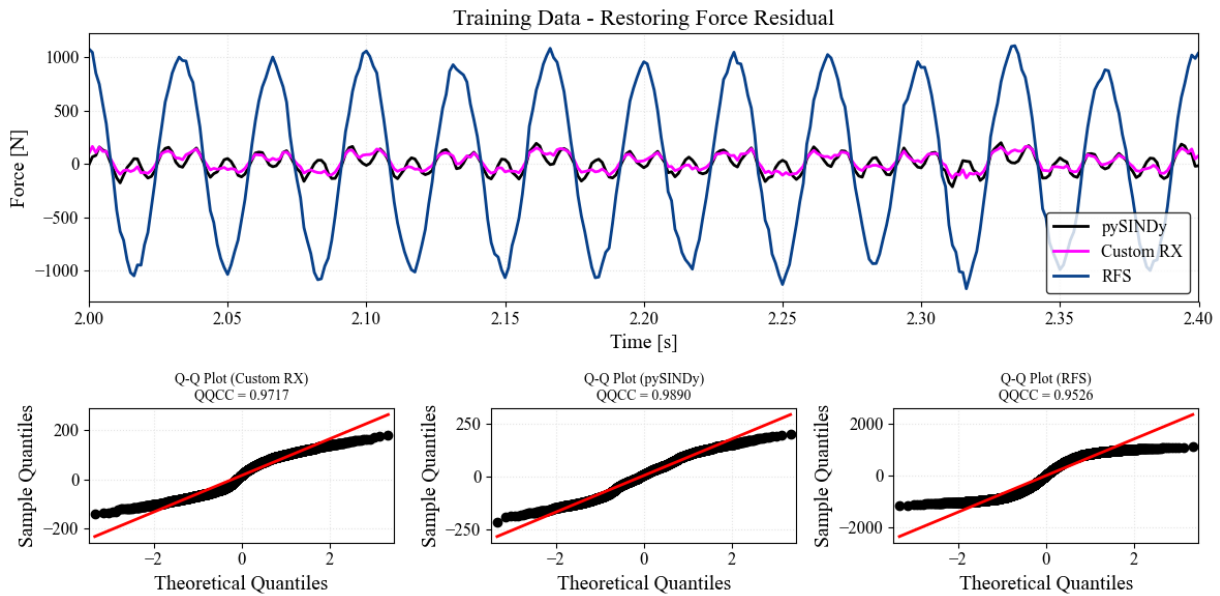 Training Data - Restoring Force Residual
1000
500
0
−500
−1000
Force [N]
pySINDy
Custom RX
RFS
2.00 2.05 2.10 2.15 2.20 2.25 2.30 2.35 2.40
Time [s]
Q-Q Plot (Custom RX)
QQCC = 0.9717
200
0
−200
Sample Quantiles
−2 0 2
Theoretical Quantiles
Q-Q Plot (pySINDy)
QQCC = 0.9890
250
0
−250
Sample Quantiles
−2 0 2
Theoretical Quantiles
Q-Q Plot (RFS)
QQCC = 0.9526
2000
0
−2000
Sample Quantiles
−2 0 2
Theoretical Quantiles